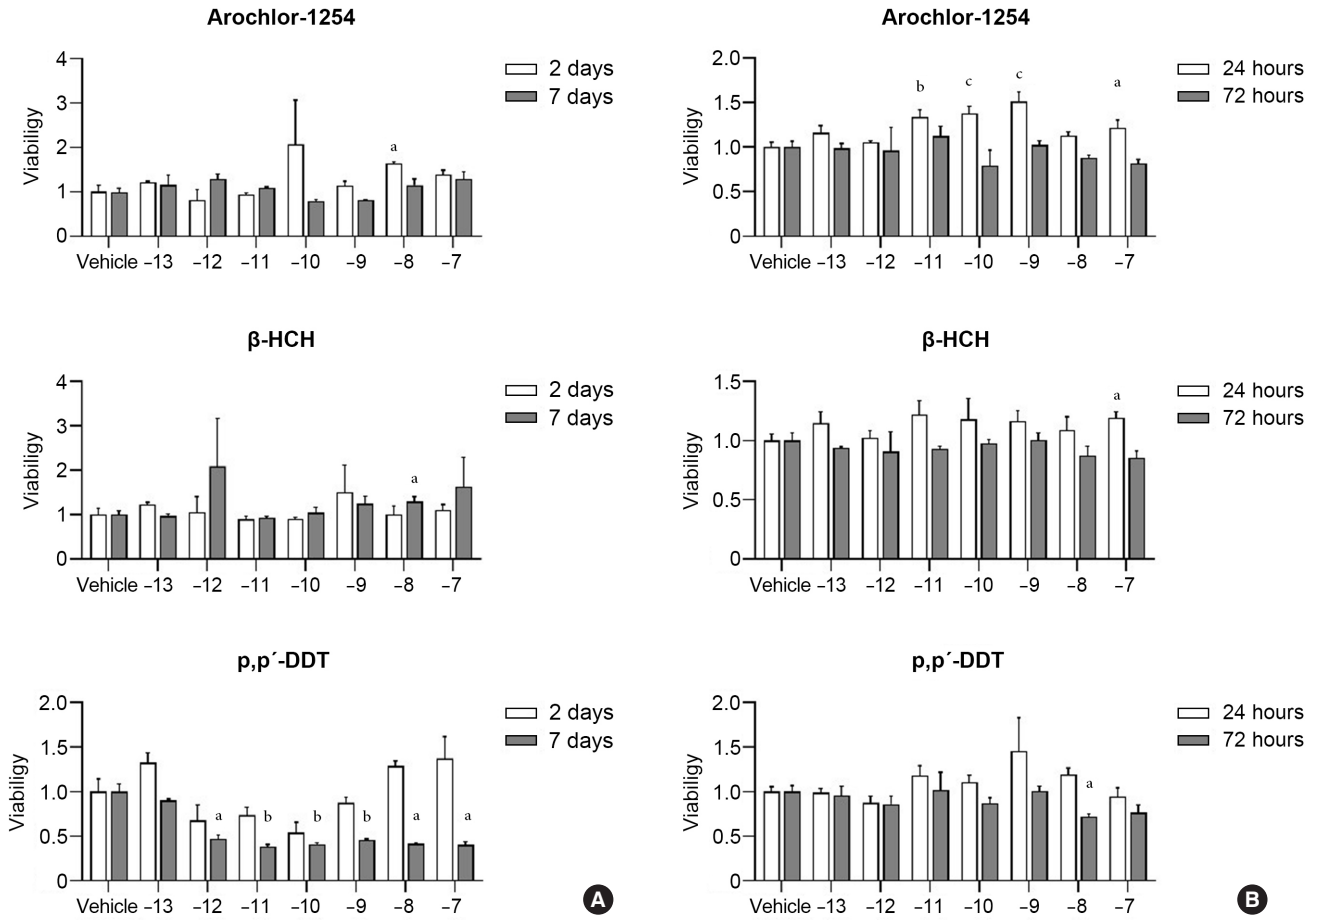 Arochlor-1254
4
3
2
1
0
Viabiligy
2 days
7 days
a
Vehicle –13 –12 –11 –10 –9 –8 –7
β-HCH
4
3
2
1
0
Viabiligy
2 days
7 days
a
Vehicle –13 –12 –11 –10 –9 –8 –7
p,p´-DDT
2.0
1.5
1.0
0.5
0
Viabiligy
2 days
7 days
a b b b a a
Vehicle –13 –12 –11 –10 –9 –8 –7
A
Arochlor-1254
2.0
1.5
1.0
0.5
0
Viabiligy
24 hours
72 hours
b c c a
Vehicle –13 –12 –11 –10 –9 –8 –7
β-HCH
1.5
1.0
0.5
0
Viabiligy
24 hours
72 hours
a
Vehicle –13 –12 –11 –10 –9 –8 –7
p,p´-DDT
2.0
1.5
1.0
0.5
0
Viabiligy
24 hours
72 hours
a
Vehicle –13 –12 –11 –10 –9 –8 –7
B